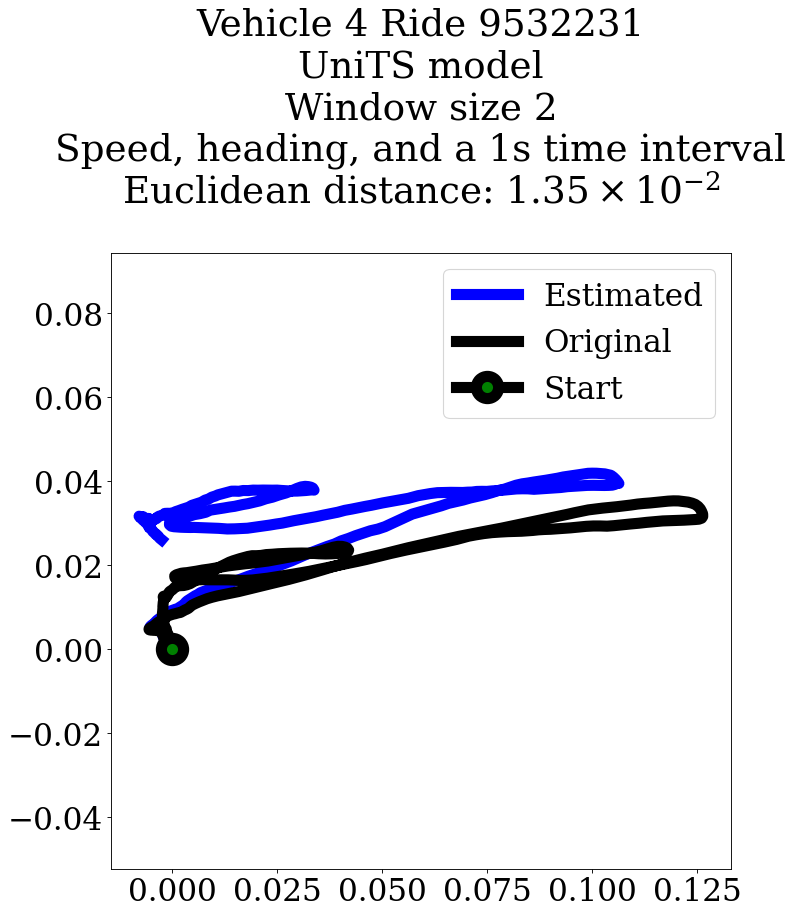 Vehicle 4 Ride 9532231
UniTS model
Window size 2
Speed, heading, and a 1s time interval
Euclidean distance: 1.35 × 10⁻²
Estimated
Original
Start
0.08
0.06
0.04
0.02
0.00
−0.02
−0.04
0.000 0.025 0.050 0.075 0.100 0.125